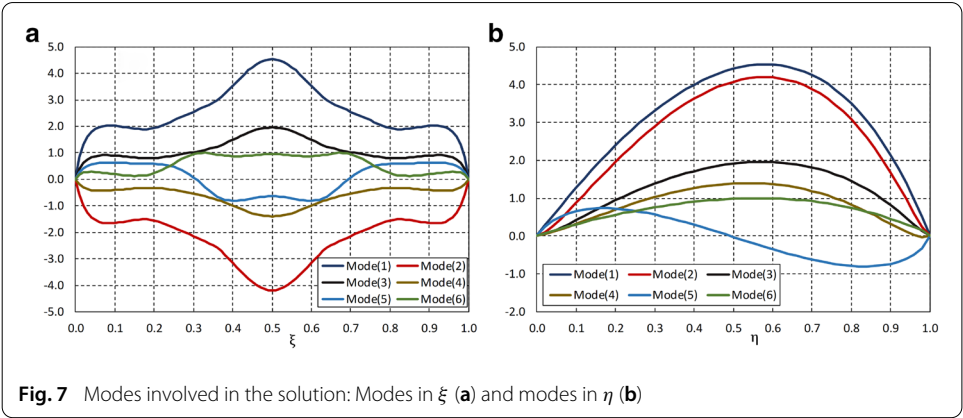 a
b
5.0
4.0
3.0
2.0
1.0
0.0
-1.0
-2.0
-3.0
-4.0
-5.0
0.0 0.1 0.2 0.3 0.4 0.5 0.6 0.7 0.8 0.9 1.0
ξ
Mode(1) Mode(2)
Mode(3) Mode(4)
Mode(5) Mode(6)
5.0
4.0
3.0
2.0
1.0
0.0
-1.0
-2.0
0.0 0.1 0.2 0.3 0.4 0.5 0.6 0.7 0.8 0.9 1.0
η
Mode(1) Mode(2) Mode(3)
Mode(4) Mode(5) Mode(6)
Fig. 7 Modes involved in the solution: Modes in ξ (a) and modes in η (b)